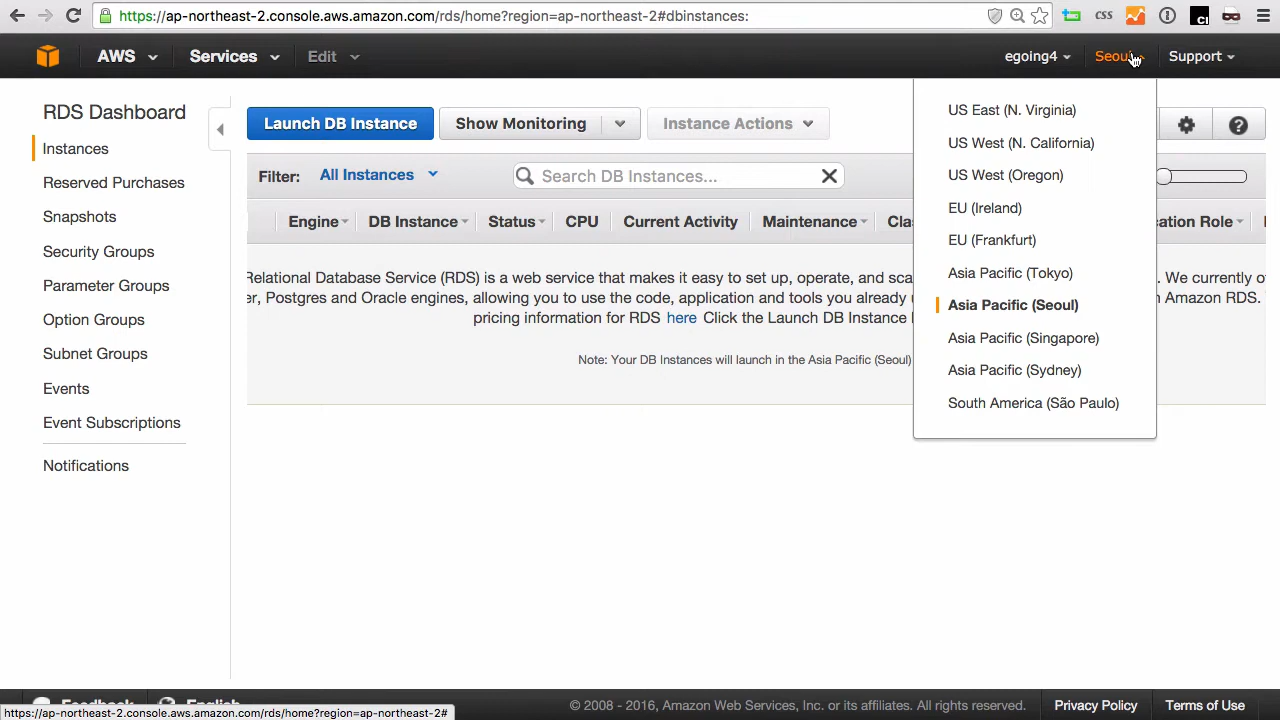 https://ap-northeast-2.console.aws.amazon.com/rds/home?region=ap-northeast-2#dbinstances:
css
AWS Services Edit egoing4 Seoul Support
RDS Dashboard
Instances
Reserved Purchases
Snapshots
Security Groups
Parameter Groups
Option Groups
Subnet Groups
Events
Event Subscriptions
Notifications
Launch DB Instance Show Monitoring Instance Actions
Filter: All Instances Search DB Instances...
Engine DB Instance Status CPU Current Activity Maintenance Cla ation Role
Relational Database Service (RDS) is a web service that makes it easy to set up, operate, and sca . We currently o
r, Postgres and Oracle engines, allowing you to use the code, application and tools you already n Amazon RDS.
pricing information for RDS here Click the Launch DB Instance
Note: Your DB Instances will launch in the Asia Pacific (Seoul)
US East (N. Virginia)
US West (N. California)
US West (Oregon)
EU (Ireland)
EU (Frankfurt)
Asia Pacific (Tokyo)
Asia Pacific (Seoul)
Asia Pacific (Singapore)
Asia Pacific (Sydney)
South America (São Paulo)
Feedback English
https://ap-northeast-2.console.aws.amazon.com/rds/home?region=ap-northeast-2#
© 2008 - 2016, Amazon Web Services, Inc. or its affiliates. All rights reserved. Privacy Policy Terms of Use